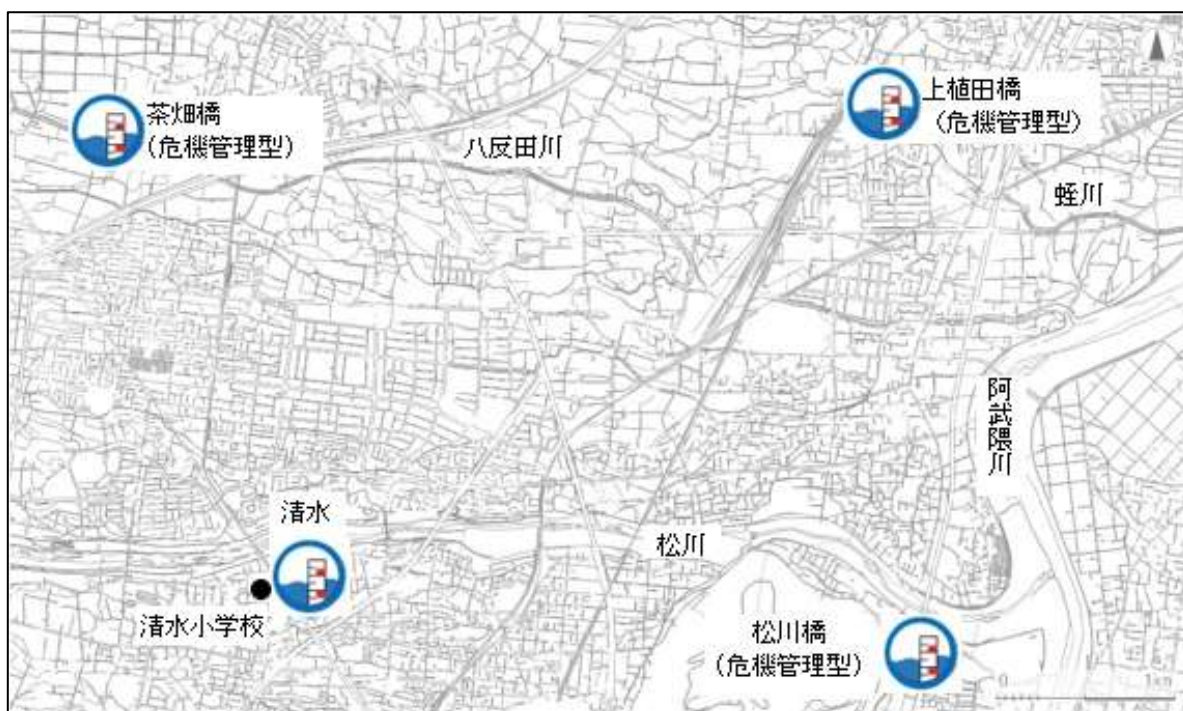 茶畑橋
(危機管理型)
上植田橋
(危機管理型)
八反田川
蛭川
阿武隈川
清水
松川
清水小学校
松川橋
(危機管理型)
0 1km